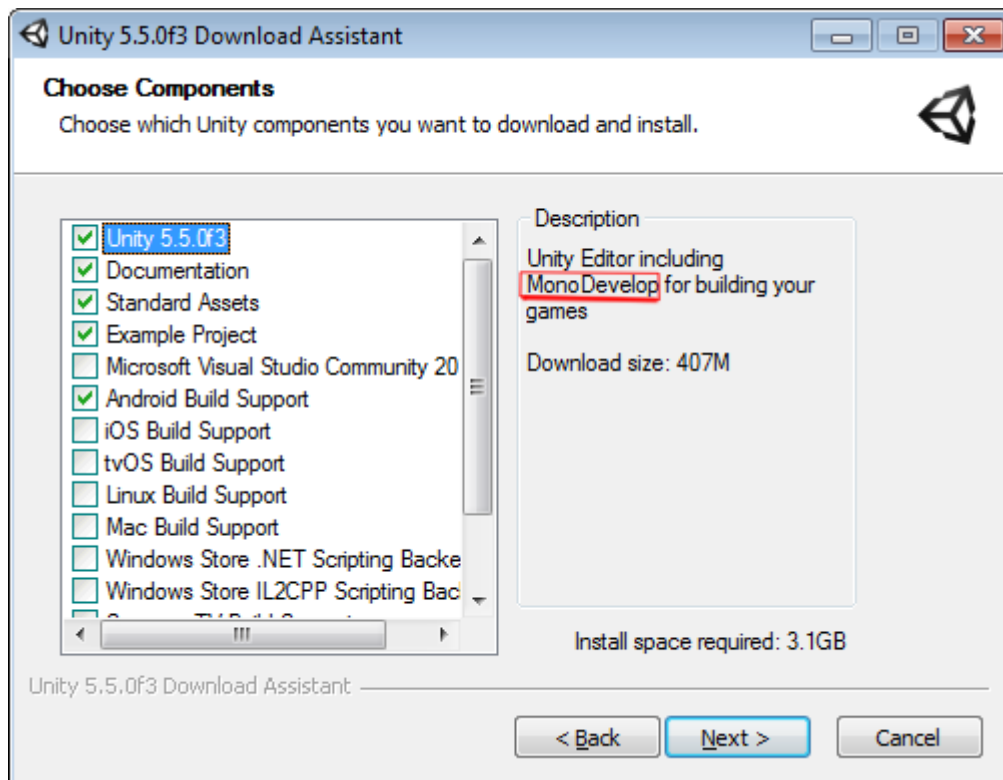 Unity 5.5.0f3 Download Assistant
Choose Components
Choose which Unity components you want to download and install.
Unity 5.5.0f3
Documentation
Standard Assets
Example Project
Microsoft Visual Studio Community 20
Android Build Support
iOS Build Support
tvOS Build Support
Linux Build Support
Mac Build Support
Windows Store .NET Scripting Backe
Windows Store IL2CPP Scripting Bac
Description
Unity Editor including
MonoDevelop for building your
games
Download size: 407M
Install space required: 3.1GB
Unity 5.5.0f3 Download Assistant
< Back
Next >
Cancel